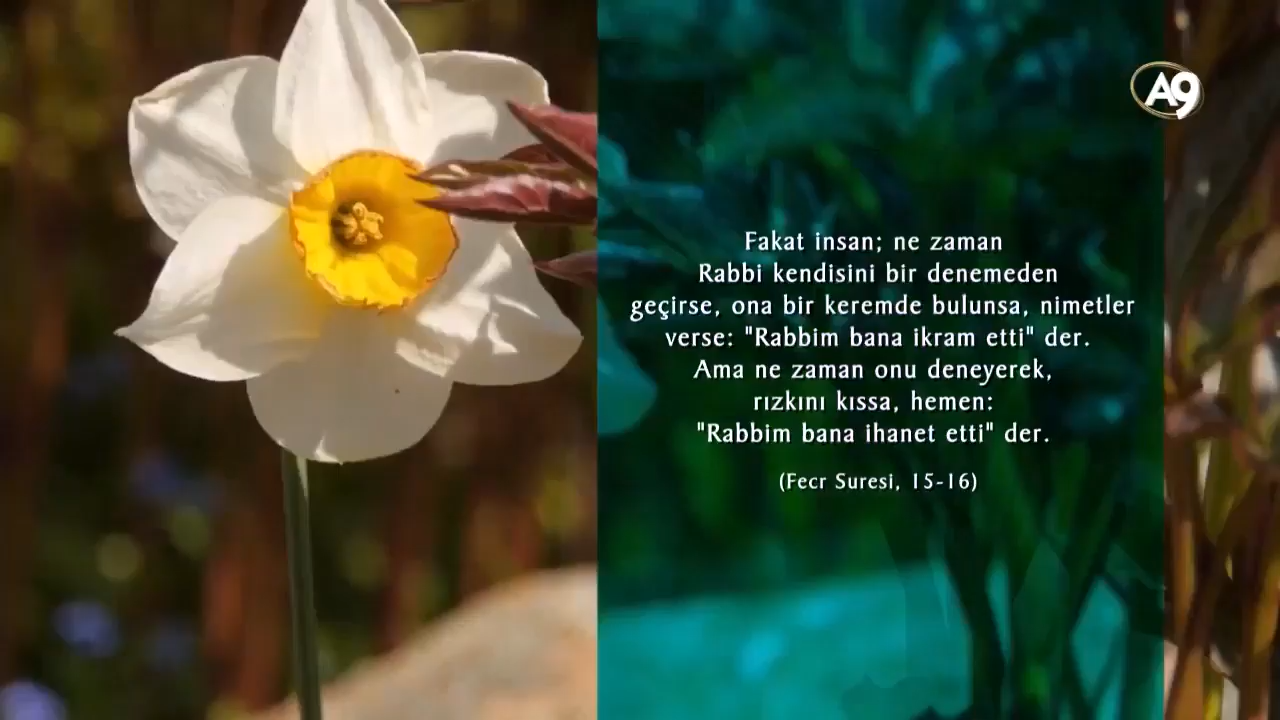 A9
Fakat insan; ne zaman
Rabbi kendisini bir denemeden
geçirse, ona bir keremde bulunsa, nimetler
verse: "Rabbim bana ikram etti" der.
Ama ne zaman onu deneyerek,
rızkını kıssa, hemen:
"Rabbim bana ihanet etti" der.
(Fecr Suresi, 15-16)